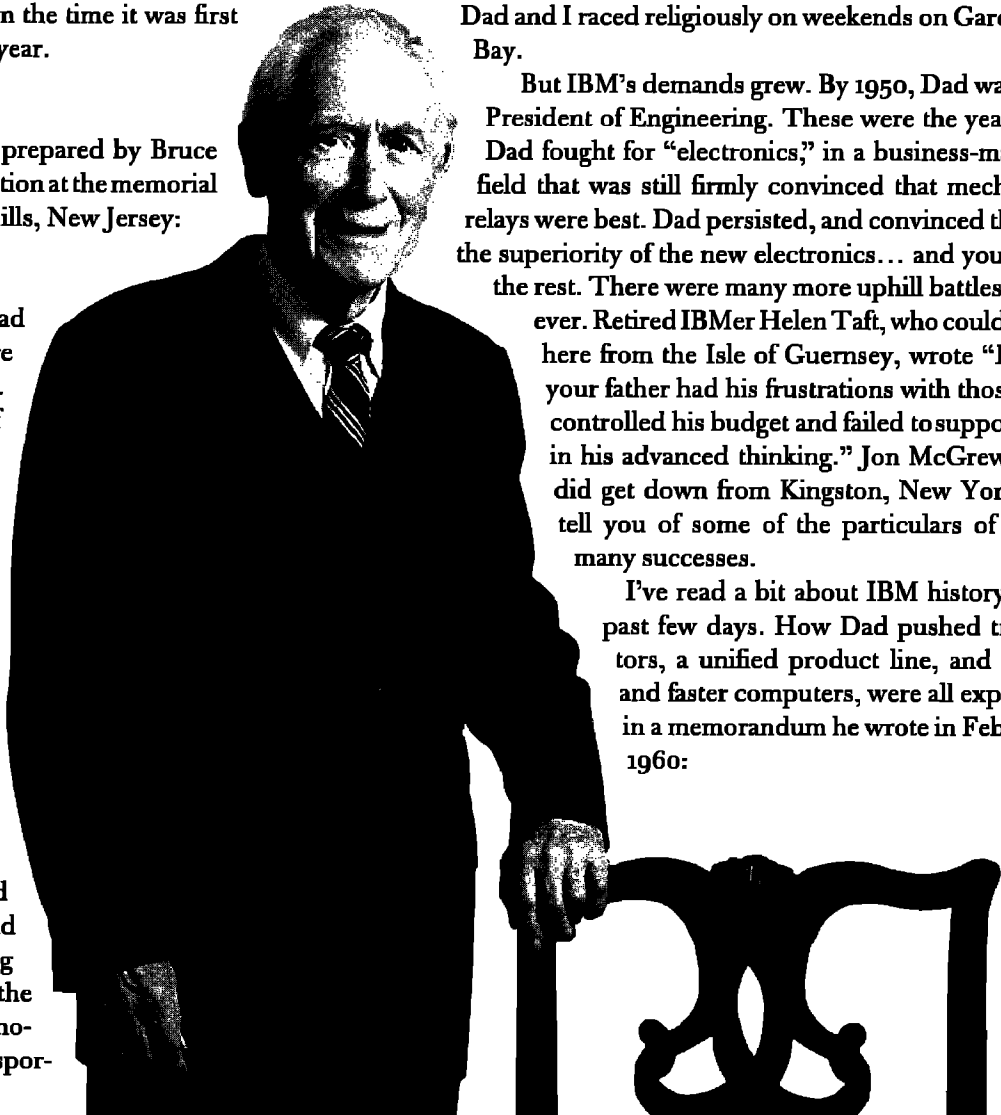 n the time it was first
year.
prepared by Bruce
tion at the memorial
ills, New Jersey:
ad
re
d
d
g
the
no-
spor-
Dad and I raced religiously on weekends on Gar
Bay.
But IBM's demands grew. By 1950, Dad wa
President of Engineering. These were the yea
Dad fought for “electronics,” in a business-m
field that was still firmly convinced that mech
relays were best. Dad persisted, and convinced t
the superiority of the new electronics... and you
the rest. There were many more uphill battles
ever. Retired IBMer Helen Taft, who could
here from the Isle of Guernsey, wrote “I
your father had his frustrations with thos
controlled his budget and failed to suppo
in his advanced thinking.” Jon McGrew
did get down from Kingston, New Yor
tell you of some of the particulars of
many successes.
I've read a bit about IBM history
past few days. How Dad pushed t
tors, a unified product line, and
and faster computers, were all exp
in a memorandum he wrote in Feb
1960: